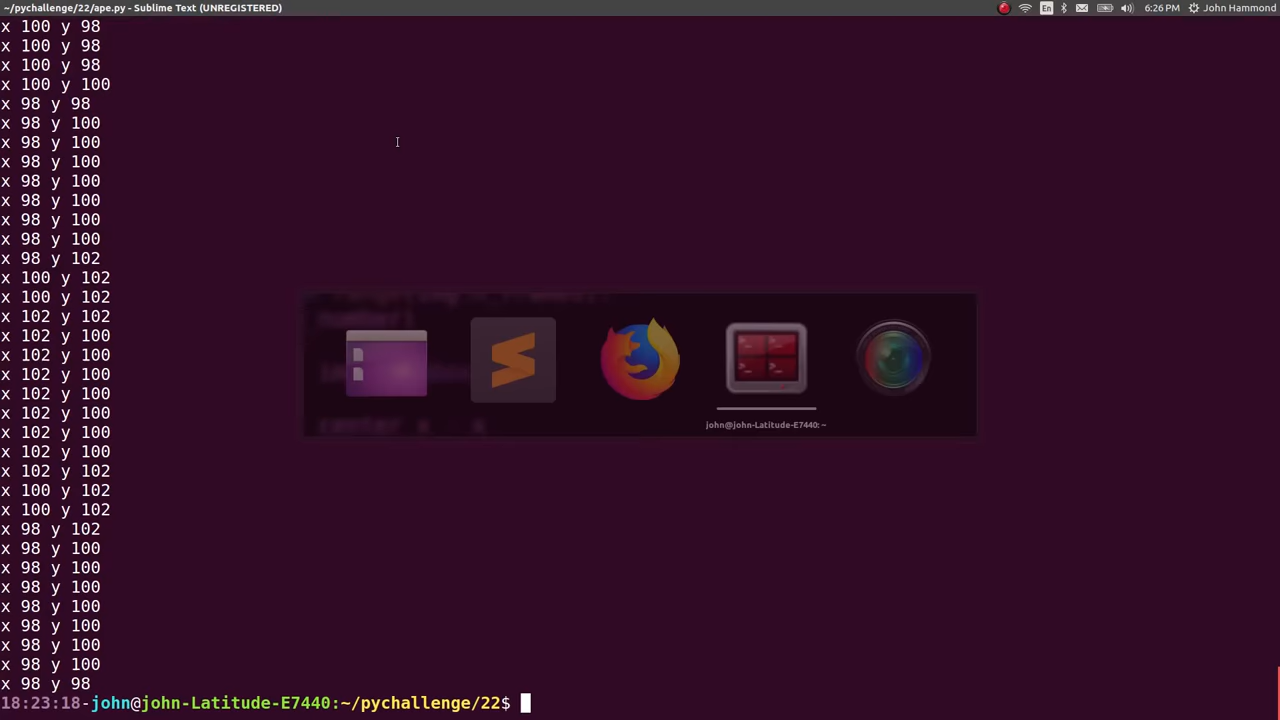 ~/pychallenge/22/ape.py - Sublime Text (UNREGISTERED)
En
6:26 PM
John Hammond
x 100 y 98
x 100 y 98
x 100 y 98
x 100 y 100
x 98 y 98
x 98 y 100
x 98 y 100
x 98 y 100
x 98 y 100
x 98 y 100
x 98 y 100
x 98 y 100
x 98 y 102
x 100 y 102
x 100 y 102
x 102 y 102
x 102 y 100
x 102 y 100
x 102 y 100
x 102 y 100
x 102 y 100
x 102 y 100
x 102 y 100
x 102 y 102
x 100 y 102
x 100 y 102
x 98 y 102
x 98 y 100
x 98 y 100
x 98 y 100
x 98 y 100
x 98 y 100
x 98 y 100
x 98 y 100
x 98 y 98
john@john-Latitude-E7440: ~
18:23:18-john@john-Latitude-E7440:~/pychallenge/22$